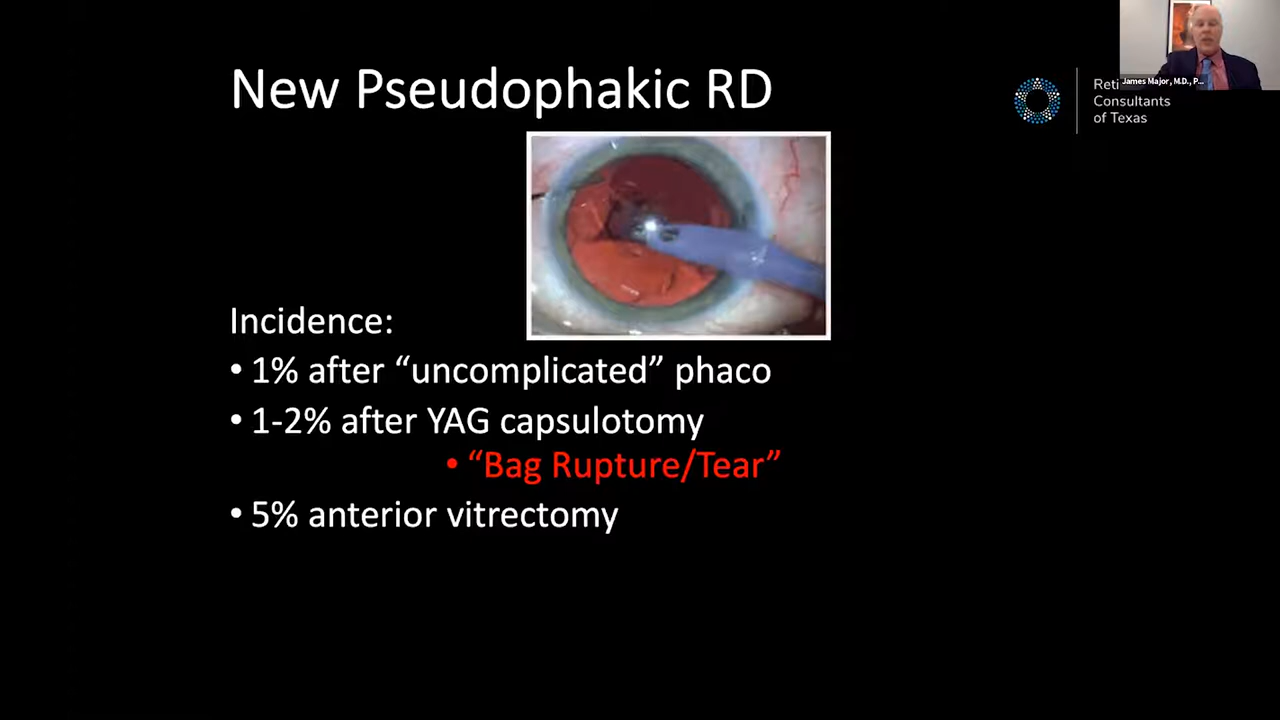 New Pseudophakic RD
James Major, M.D., P...
Consultants
of Texas
Incidence:
• 1% after “uncomplicated” phaco
• 1-2% after YAG capsulotomy
• “Bag Rupture/Tear”
• 5% anterior vitrectomy